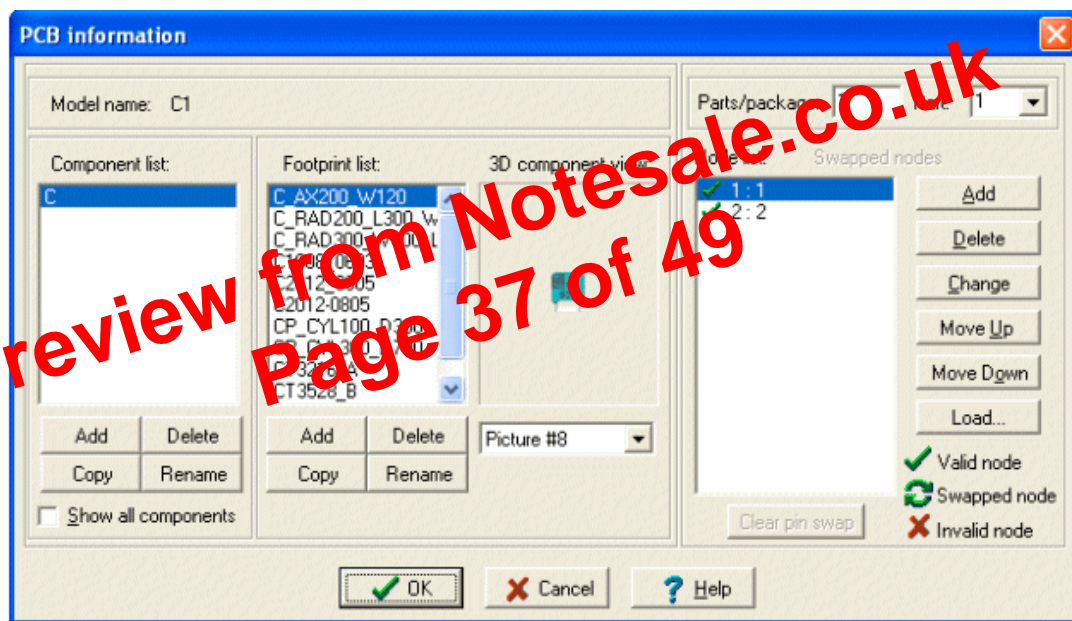 PCB information
Model name: C1
Parts/package:
1
Component list:
Footprint list:
3D component view
Swapped nodes
C
C_AX200_W120
C_RAD200_L300_W
C2012-0805
CT3528_B
1 : 1
2 : 2
Add
Delete
Change
Move Up
Move Down
Load...
Add
Delete
Copy
Rename
Add
Delete
Copy
Rename
Picture #8
Show all components
Clear pin swap
Valid node
Swapped node
Invalid node
OK
Cancel
Help
review from Notesale.co.uk
Page 37 of 49